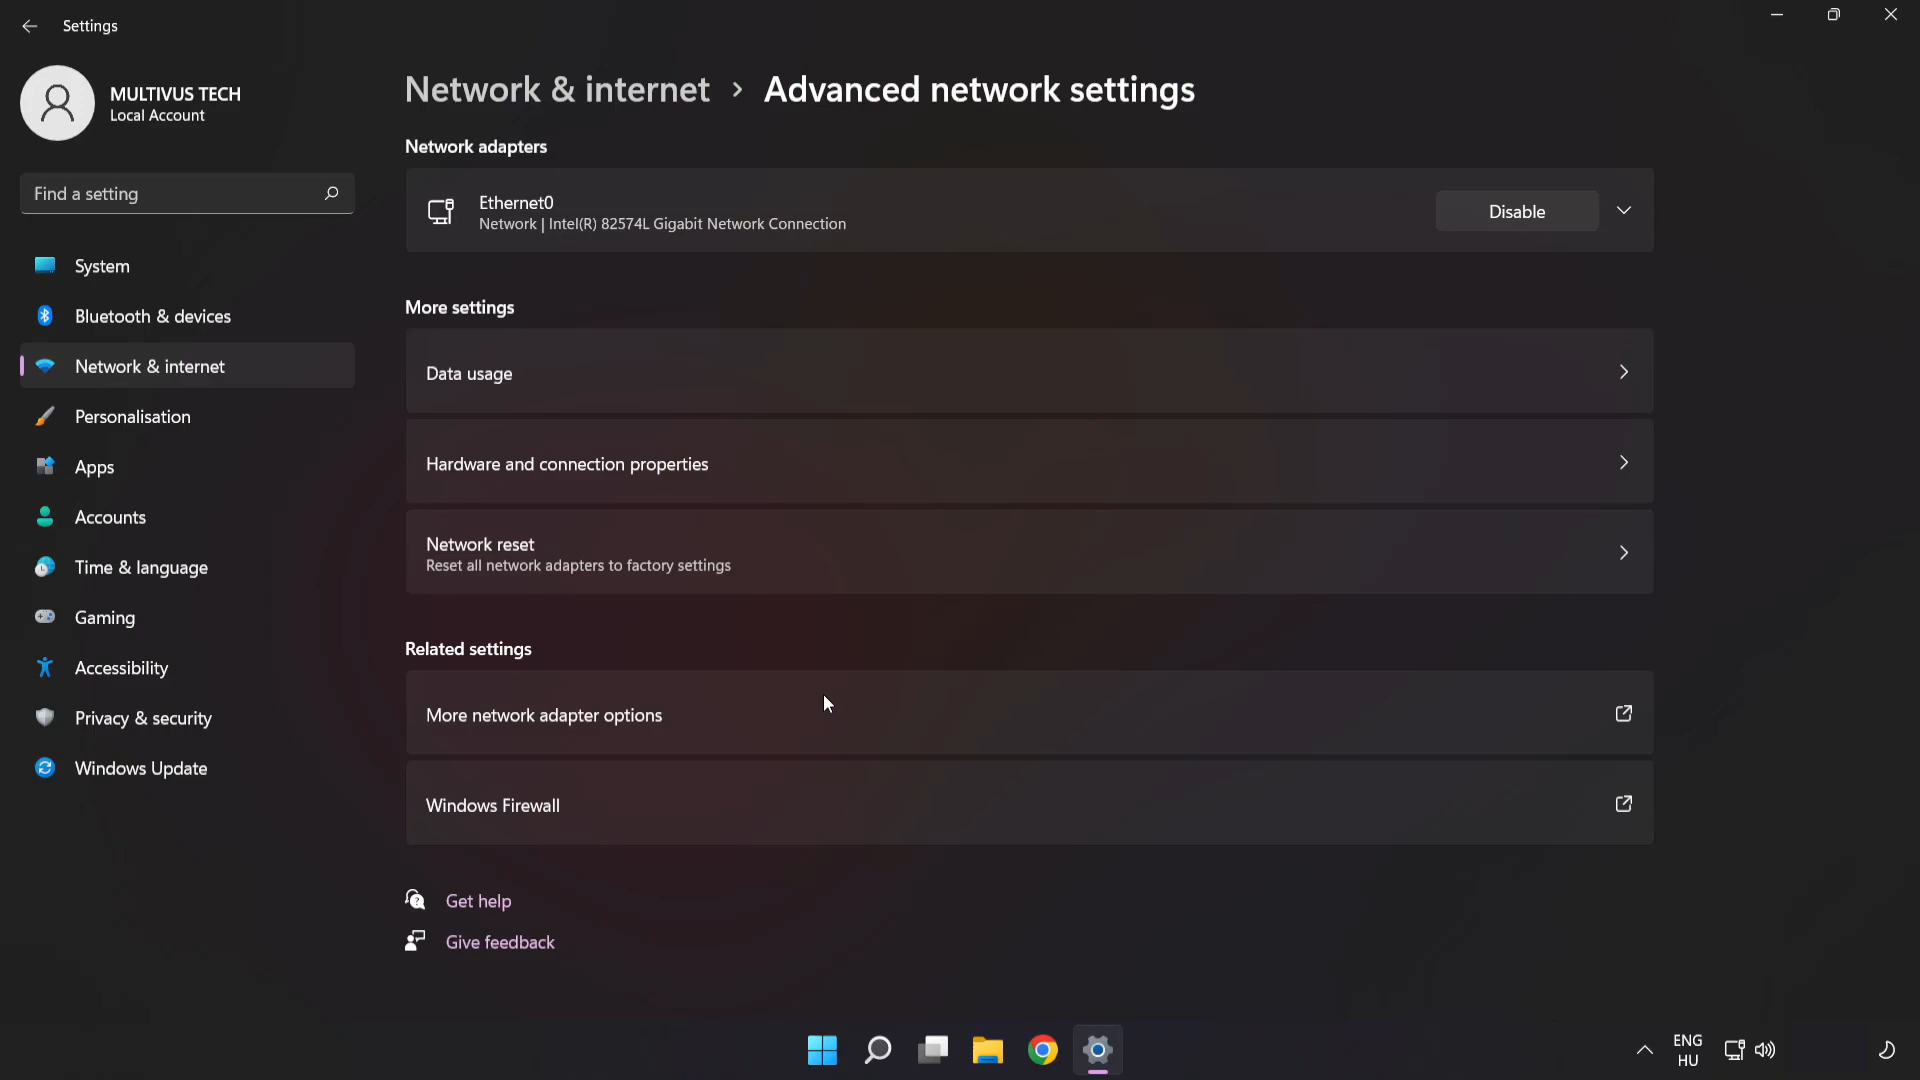 Settings
MULTIVUS TECH
Local Account
Find a setting
System
Bluetooth & devices
Network & internet
Personalisation
Apps
Accounts
Time & language
Gaming
Accessibility
Privacy & security
Windows Update
Network & internet > Advanced network settings
Network adapters
Ethernet0
Network | Intel(R) 82574L Gigabit Network Connection
Disable
More settings
Data usage
Hardware and connection properties
Network reset
Reset all network adapters to factory settings
Related settings
More network adapter options
Windows Firewall
Get help
Give feedback
ENG
HU